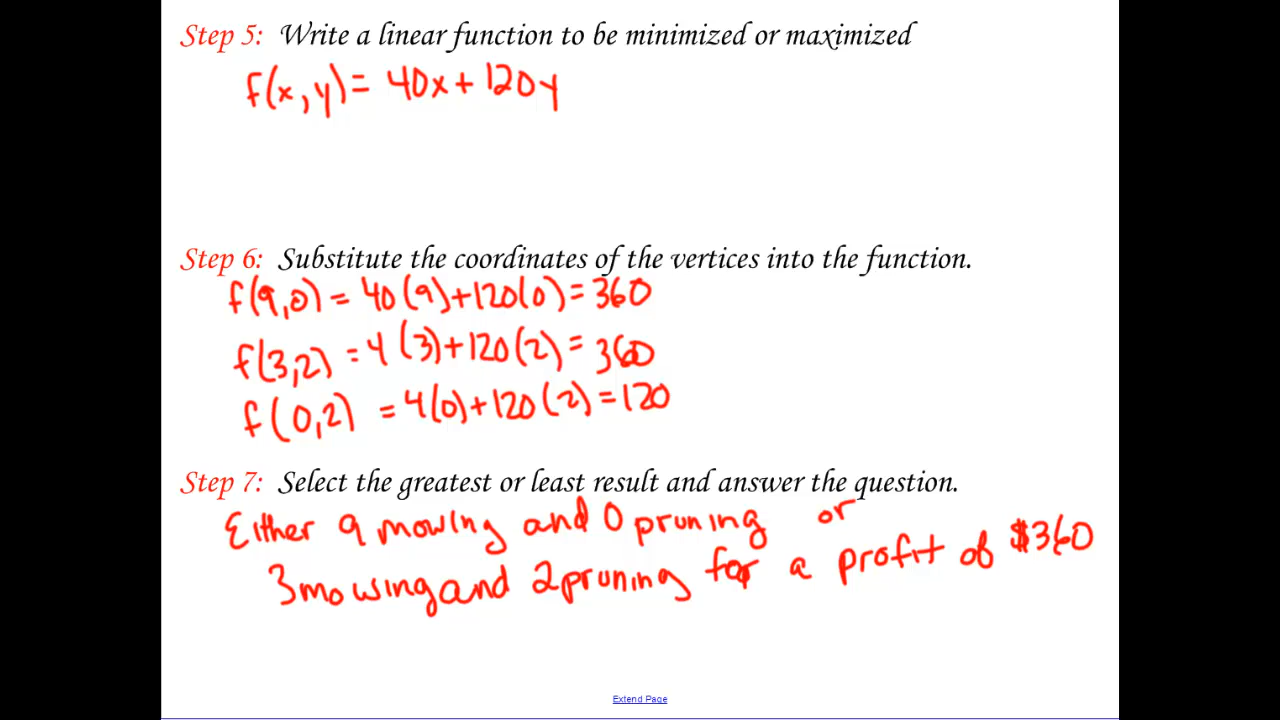 Step 5: Write a linear function to be minimized or maximized
f(x,y) = 40x + 120y
Step 6: Substitute the coordinates of the vertices into the function.
f(9,0) = 40(9)+120(0)=360
f(3,2) = 4(3)+120(2)=360
f(0,2) = 4(0)+120(2)=120
Step 7: Select the greatest or least result and answer the question.
Either 9 mowing and 0 pruning or
3 mowing and 2 pruning for a profit of $360
Extend Page